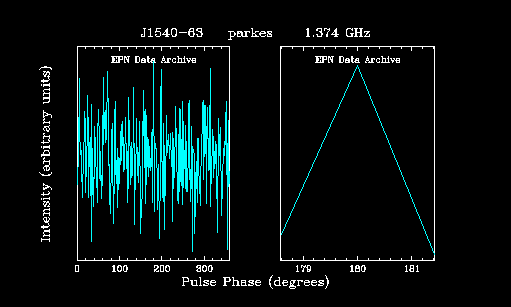 J1540-63 parkes 1.374 GHz
EPN Data Archive EPN Data Archive
Intensity (arbitrary units)
0 100 200 300 179 180 181
Pulse Phase (degrees)